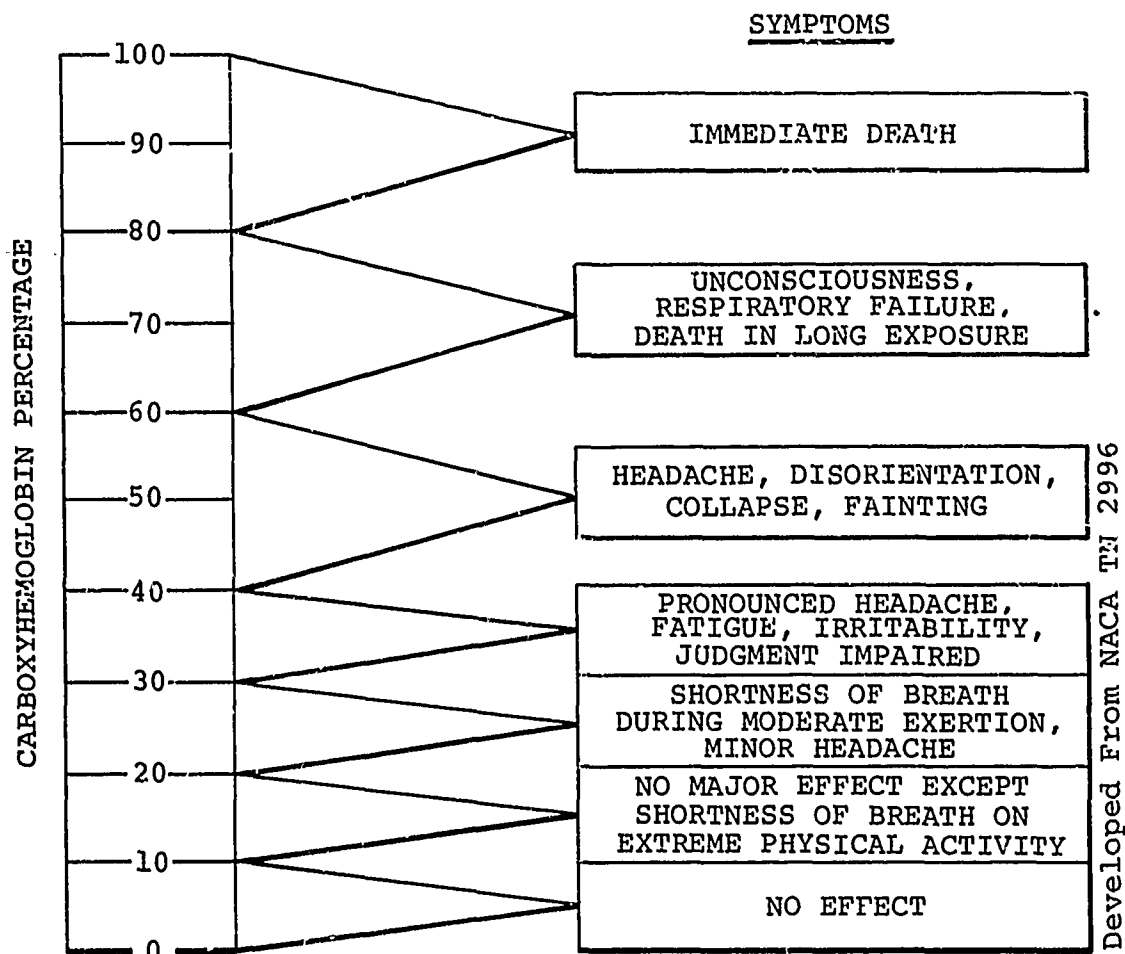 SYMPTOMS
100
90
80
70
60
50
40
30
20
10
0
CARBOXYHEMOGLOBIN PERCENTAGE
IMMEDIATE DEATH
UNCONSCIOUSNESS,
RESPIRATORY FAILURE,
DEATH IN LONG EXPOSURE
HEADACHE, DISORIENTATION,
COLLAPSE, FAINTING
PRONOUNCED HEADACHE,
FATIGUE, IRRITABILITY,
JUDGMENT IMPAIRED
SHORTNESS OF BREATH
DURING MODERATE EXERTION,
MINOR HEADACHE
NO MAJOR EFFECT EXCEPT
SHORTNESS OF BREATH ON
EXTREME PHYSICAL ACTIVITY
NO EFFECT
Developed From NACA TN 2996